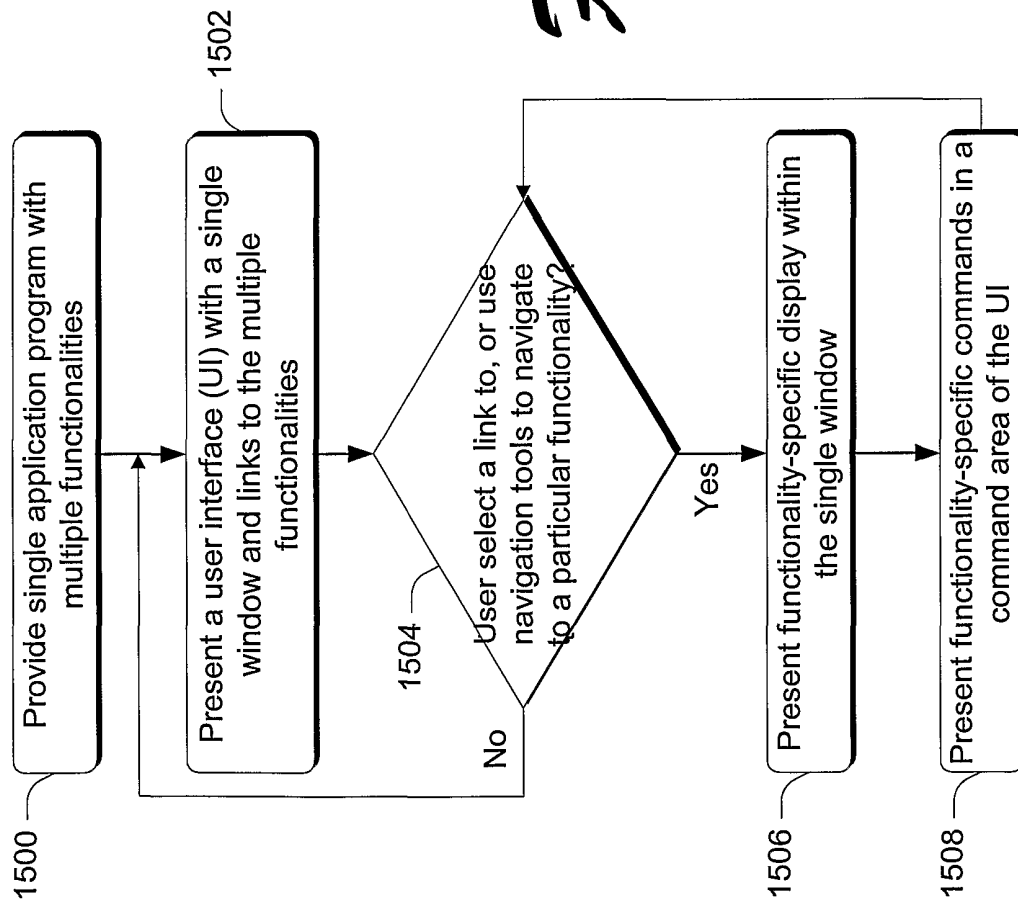 1500
Provide single application program with
multiple functionalities
1502
Present a user interface (UI) with a single
window and links to the multiple
functionalities
1504
User select a link to, or use
navigation tools to navigate
to a particular functionality?
No
Yes
1506
Present functionality-specific display within
the single window
1508
Present functionality-specific commands in a
command area of the UI